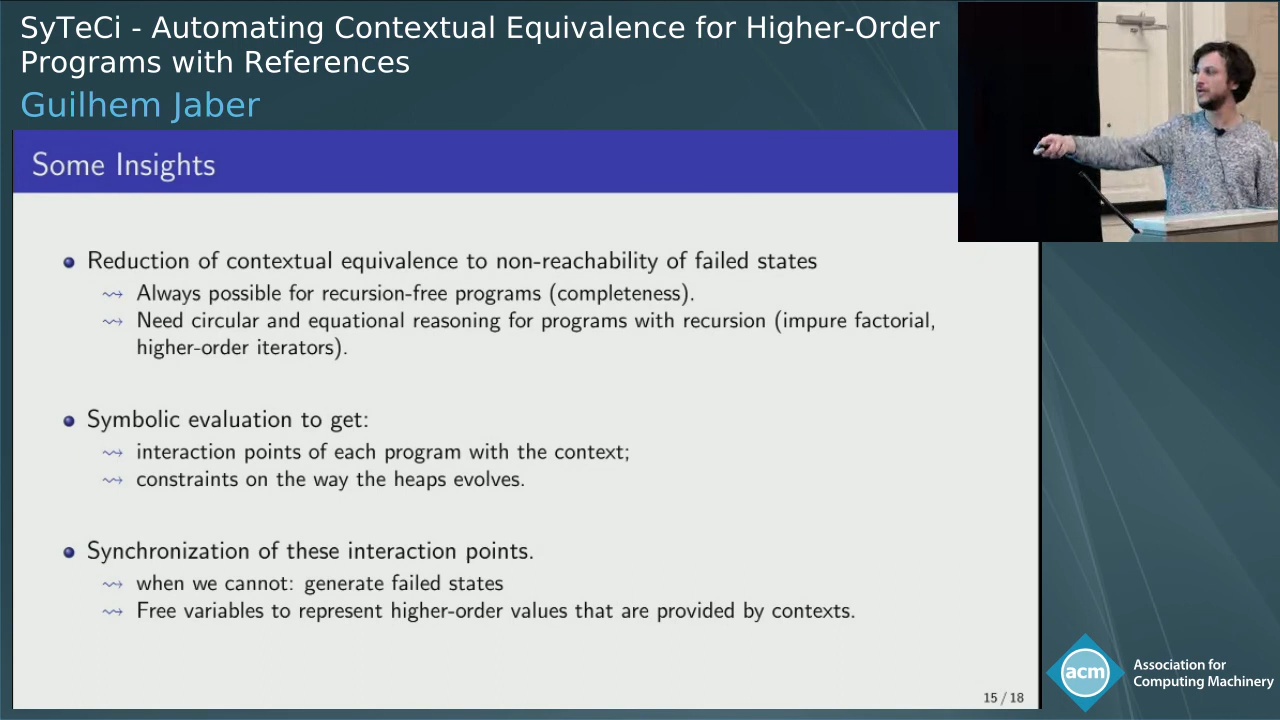 SyTeCi - Automating Contextual Equivalence for Higher-Order
Programs with References
Guilhem Jaber
Some Insights
Reduction of contextual equivalence to non-reachability of failed states
Always possible for recursion-free programs (completeness).
Need circular and equational reasoning for programs with recursion (impure factorial,
higher-order iterators).
Symbolic evaluation to get:
interaction points of each program with the context;
constraints on the way the heaps evolves.
Synchronization of these interaction points.
when we cannot: generate failed states
Free variables to represent higher-order values that are provided by contexts.
15 / 18
acm
Association for
Computing Machinery